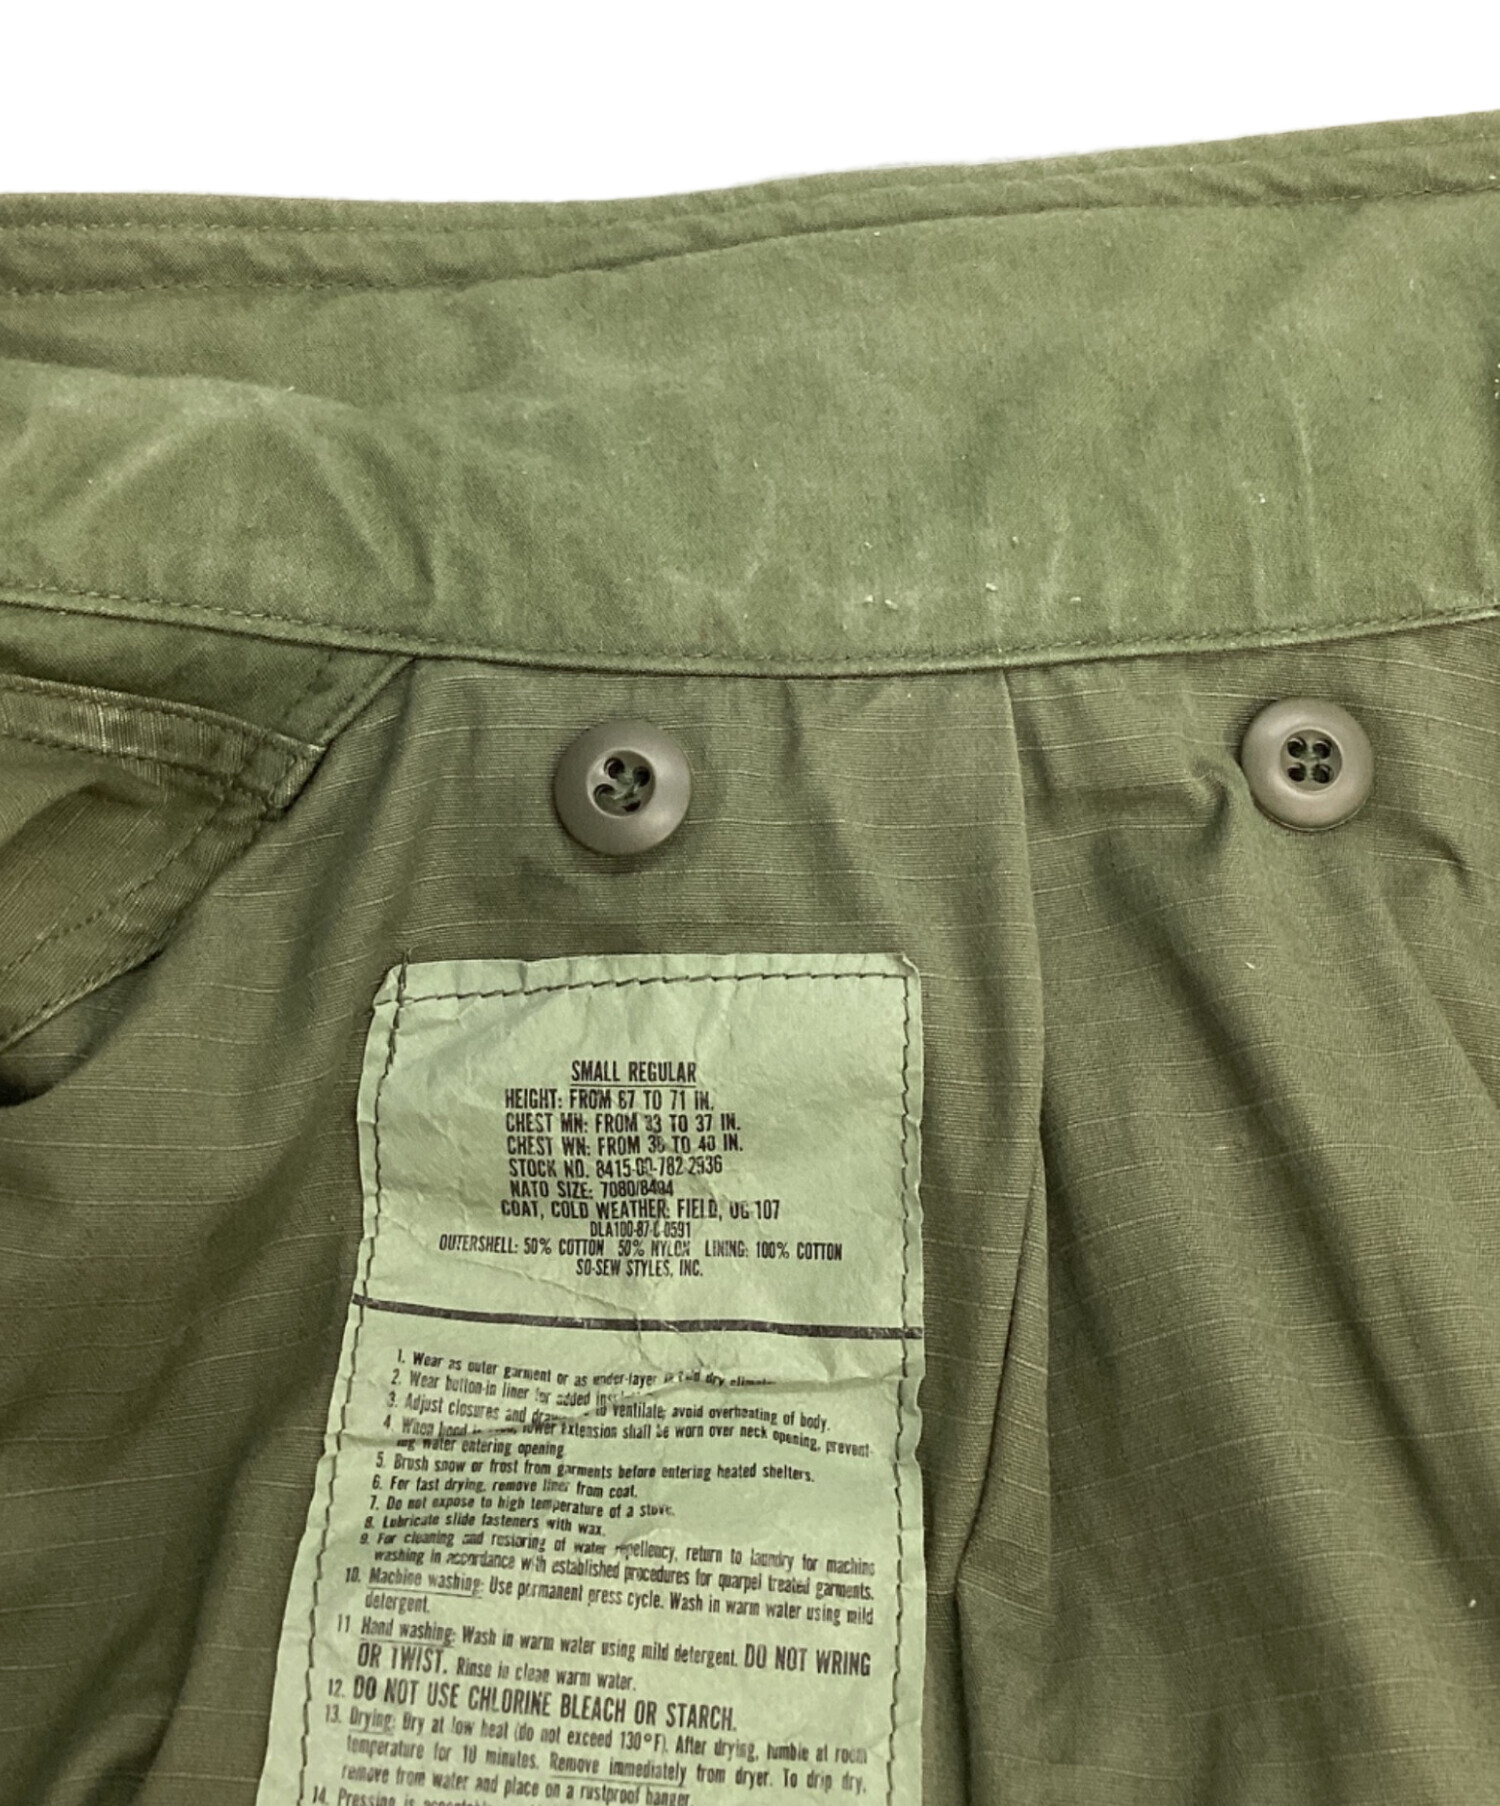 SMALL REGULAR
HEIGHT: FROM 67 TO 71 IN.
CHEST MN: FROM 33 TO 37 IN.
CHEST WN: FROM 36 TO 40 IN.
STOCK NO. 8415-00-782-2936
NATO SIZE: 7080/8494
COAT, COLD WEATHER: FIELD, OG 107
DLA100-87-C-0591
OUTERSHELL: 50% COTTON 50% NYLON LINING: 100% COTTON
SO-SEW STYLES, INC.
1. Wear as outer garment or as under-layer in cold dry
2. Wear button-in liner for added
3. Adjust closures and to ventilate; avoid overheating of body.
4. When hood lower extension shall be worn over neck opening, prevent-
ing water entering opening.
5. Brush snow or frost from garments before entering heated shelters.
6. For fast drying, remove liner from coat.
7. Do not expose to high temperature of a stove.
8. Lubricate slide fasteners with wax.
9. For cleaning and restoring of water repellency, return to laundry for machine
washing in accordance with established procedures for quarpel treated garments.
10. Machine washing: Use permanent press cycle. Wash in warm water using mild
detergent.
11 Hand washing: Wash in warm water using mild detergent. DO NOT WRING
OR TWIST. Rinse in clean warm water.
12. DO NOT USE CHLORINE BLEACH OR STARCH.
13. Drying: Dry at low heat (do not exceed 130°F). After drying, tumble at room
temperature for 10 minutes. Remove immediately from dryer. To drip dry,
remove from water and place on a rustproof hanger.
14. Pressing is